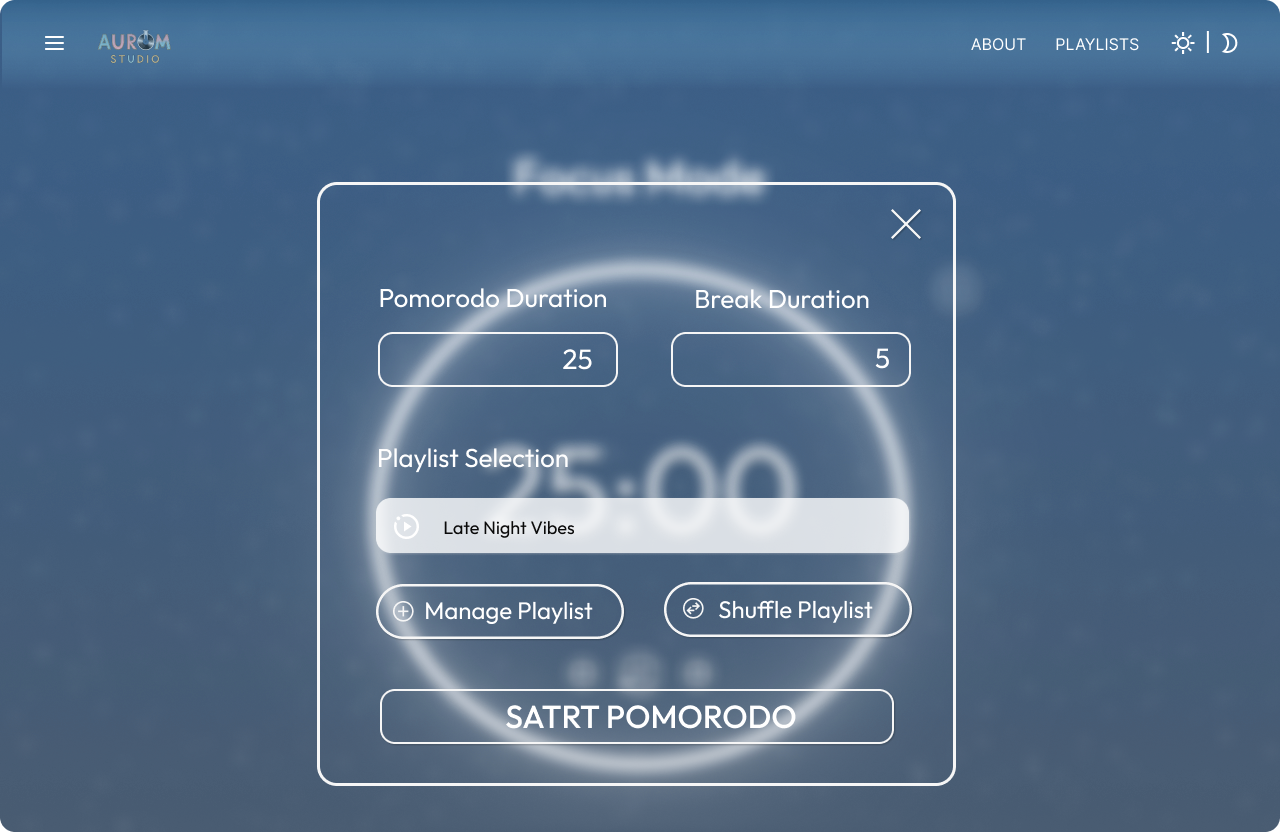 AUROM
STUDIO
ABOUT
PLAYLISTS
Focus Mode
Pomorodo Duration
Break Duration
25
5
25:00
Playlist Selection
Late Night Vibes
Manage Playlist
Shuffle Playlist
SATRT POMORODO